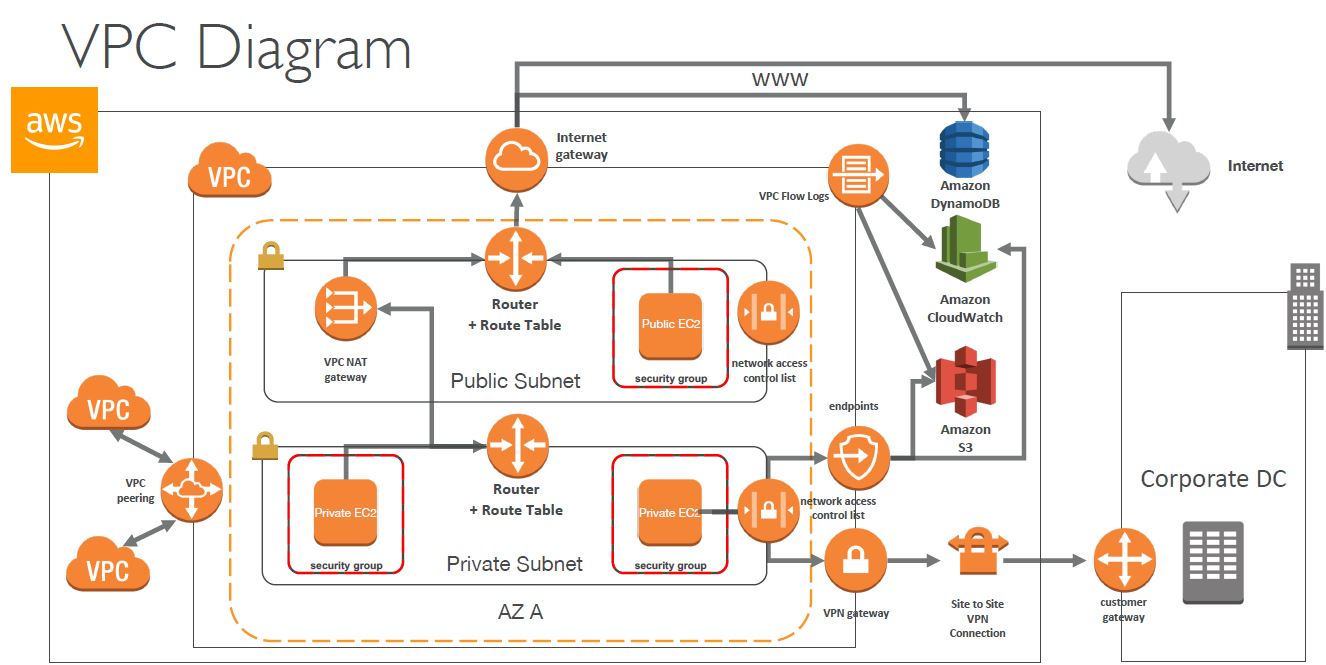 VPC Diagram
aws
WWW
Internet
gateway
VPC
VPC Flow Logs
Amazon
DynamoDB
Internet
Amazon
CloudWatch
Router
+ Route Table
Public EC2
security group
VPC NAT
gateway
network access
control list
Public Subnet
endpoints
Amazon
S3
VPC
VPC
peering
VPC
Router
+ Route Table
Private EC2
security group
Private EC2
security group
network access
control list
Private Subnet
AZ A
VPN gateway
Site to Site
VPN
Connection
Corporate DC
customer
gateway